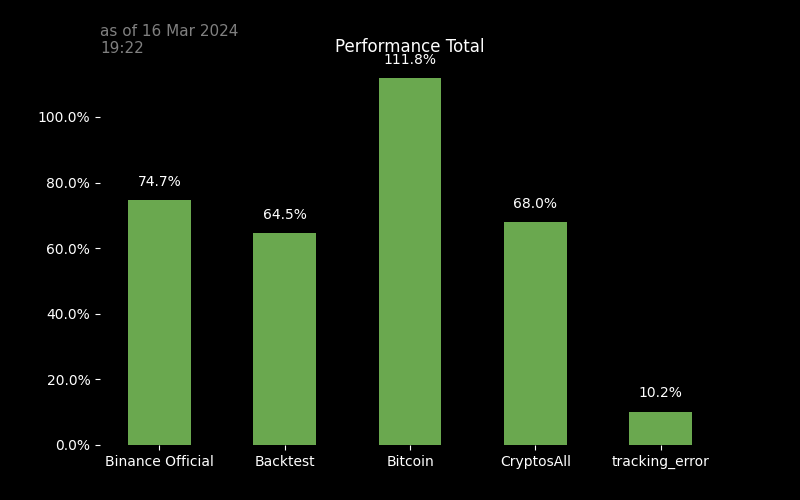 as of 16 Mar 2024
19:22
Performance Total
111.8%
100.0%
80.0%
74.7%
68.0%
64.5%
60.0%
40.0%
20.0%
10.2%
0.0%
Binance Official
Backtest
Bitcoin
CryptosAll
tracking_error